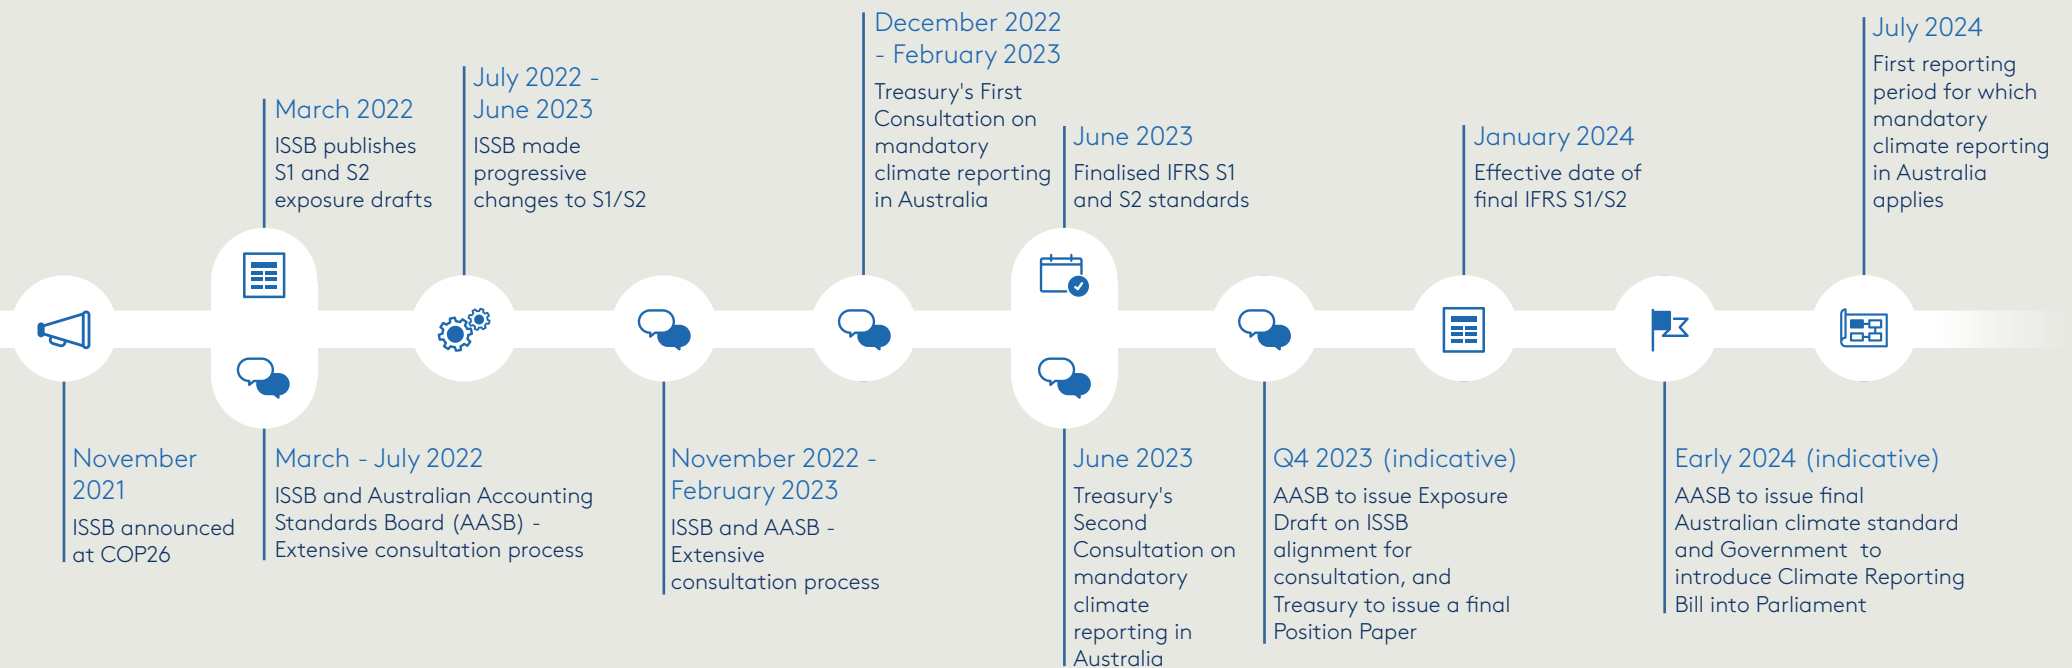 November
2021
ISSB announced
at COP26
March 2022
ISSB publishes
S1 and S2
exposure drafts
March - July 2022
ISSB and Australian Accounting
Standards Board (AASB) -
Extensive consultation process
July 2022 -
June 2023
ISSB made
progressive
changes to S1/S2
November 2022 -
February 2023
ISSB and AASB -
Extensive
consultation process
December 2022
- February 2023
Treasury's First
Consultation on
mandatory
climate reporting
in Australia
June 2023
Finalised IFRS S1
and S2 standards
June 2023
Treasury's
Second
Consultation on
mandatory
climate
reporting in
Australia
Q4 2023 (indicative)
AASB to issue Exposure
Draft on ISSB
alignment for
consultation, and
Treasury to issue a final
Position Paper
January 2024
Effective date of
final IFRS S1/S2
Early 2024 (indicative)
AASB to issue final
Australian climate standard
and Government to
introduce Climate Reporting
Bill into Parliament
July 2024
First reporting
period for which
mandatory
climate reporting
in Australia
applies